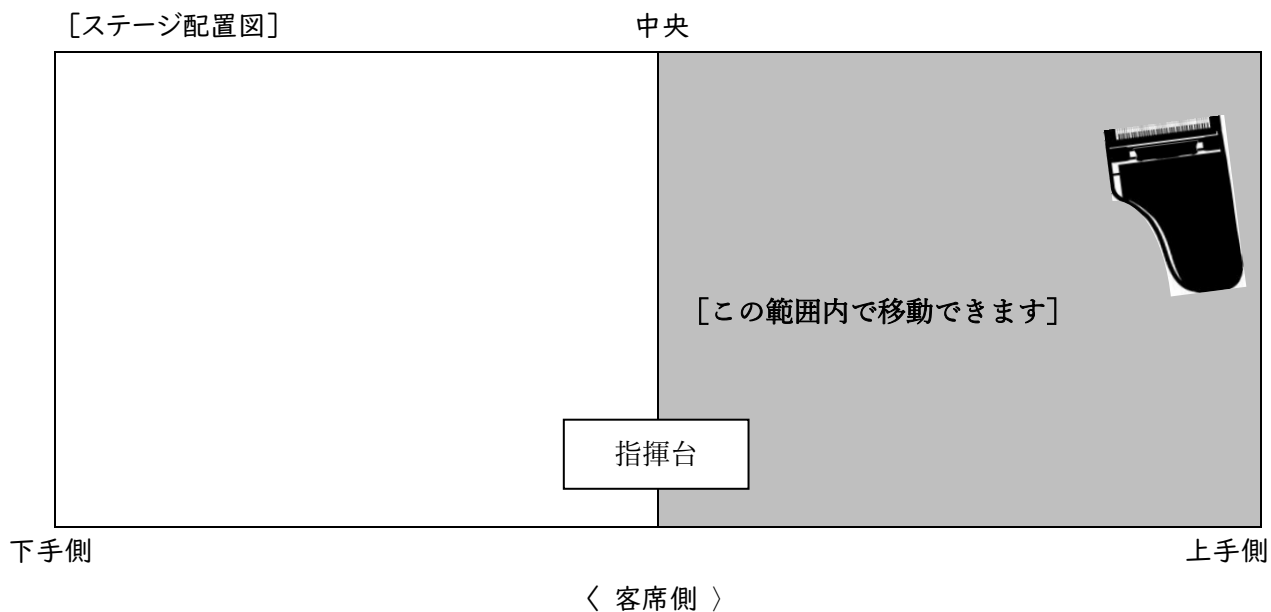 ［ステージ配置図］
中央
［この範囲内で移動できます］
指揮台
下手側
上手側
〈 客席側 〉